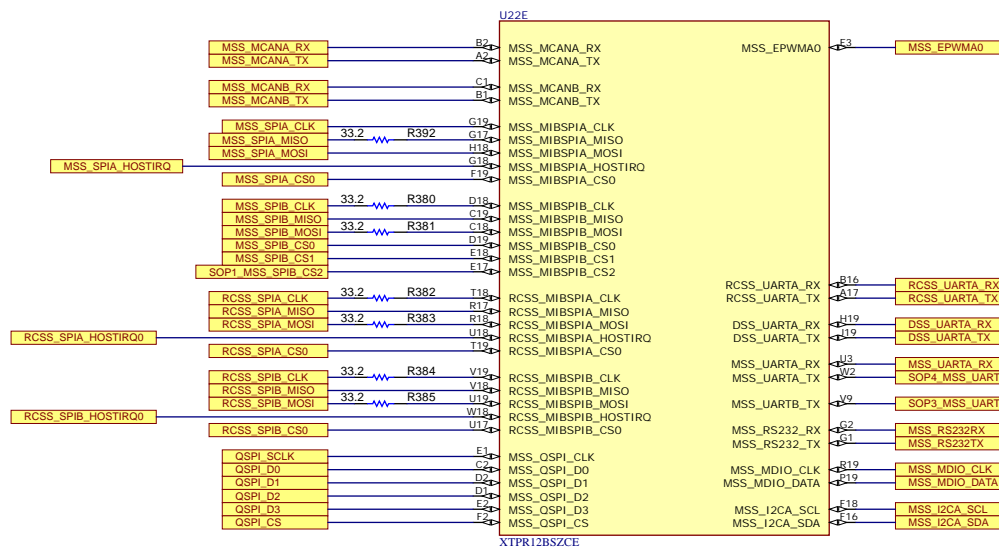 U22E
MSS_MCANA_RX B2 MSS_MCANA_RX MSS_EPWMA0 F3 MSS_EPWMA0
MSS_MCANA_TX A2 MSS_MCANA_TX
MSS_MCANB_RX C1 MSS_MCANB_RX
MSS_MCANB_TX B1 MSS_MCANB_TX
MSS_SPIA_CLK G19 MSS_MIBSPIA_CLK
MSS_SPIA_MISO 33.2 R392 G17 MSS_MIBSPIA_MISO
MSS_SPIA_MOSI H18 MSS_MIBSPIA_MOSI
MSS_SPIA_HOSTIRQ G18 MSS_MIBSPIA_HOSTIRQ
MSS_SPIA_CS0 F19 MSS_MIBSPIA_CS0
MSS_SPIB_CLK 33.2 R380 D18 MSS_MIBSPIB_CLK
MSS_SPIB_MISO C19 MSS_MIBSPIB_MISO
MSS_SPIB_MOSI 33.2 R381 C18 MSS_MIBSPIB_MOSI
MSS_SPIB_CS0 D19 MSS_MIBSPIB_CS0
MSS_SPIB_CS1 E18 MSS_MIBSPIB_CS1
SOP1_MSS_SPIB_CS2 E17 MSS_MIBSPIB_CS2
RCSS_UARTA_RX B16 RCSS_UARTA_RX
RCSS_SPIA_CLK 33.2 R382 T18 RCSS_MIBSPIA_CLK RCSS_UARTA_TX A17 RCSS_UARTA_TX
RCSS_SPIA_MISO R17 RCSS_MIBSPIA_MISO
RCSS_SPIA_MOSI 33.2 R383 R18 RCSS_MIBSPIA_MOSI DSS_UARTA_RX H19 DSS_UARTA_RX
RCSS_SPIA_HOSTIRQ0 U18 RCSS_MIBSPIA_HOSTIRQ DSS_UARTA_TX J19 DSS_UARTA_TX
RCSS_SPIA_CS0 T19 RCSS_MIBSPIA_CS0
MSS_UARTA_RX U3 MSS_UARTA_RX
RCSS_SPIB_CLK 33.2 R384 V19 RCSS_MIBSPIB_CLK MSS_UARTA_TX W2 SOP4_MSS_UART
RCSS_SPIB_MISO V18 RCSS_MIBSPIB_MISO
RCSS_SPIB_MOSI 33.2 R385 U19 RCSS_MIBSPIB_MOSI MSS_UARTB_TX V9 SOP3_MSS_UART
RCSS_SPIB_HOSTIRQ0 W18 RCSS_MIBSPIB_HOSTIRQ
RCSS_SPIB_CS0 U17 RCSS_MIBSPIB_CS0 MSS_RS232_RX G2 MSS_RS232RX
MSS_RS232_TX G1 MSS_RS232TX
QSPI_SCLK E1 MSS_QSPI_CLK
QSPI_D0 C2 MSS_QSPI_D0 MSS_MDIO_CLK R19 MSS_MDIO_CLK
QSPI_D1 D2 MSS_QSPI_D1 MSS_MDIO_DATA P19 MSS_MDIO_DATA
QSPI_D2 D1 MSS_QSPI_D2
QSPI_D3 E2 MSS_QSPI_D3 MSS_I2CA_SCL F18 MSS_I2CA_SCL
QSPI_CS F2 MSS_QSPI_CS MSS_I2CA_SDA F16 MSS_I2CA_SDA
XTPR12BSZCE